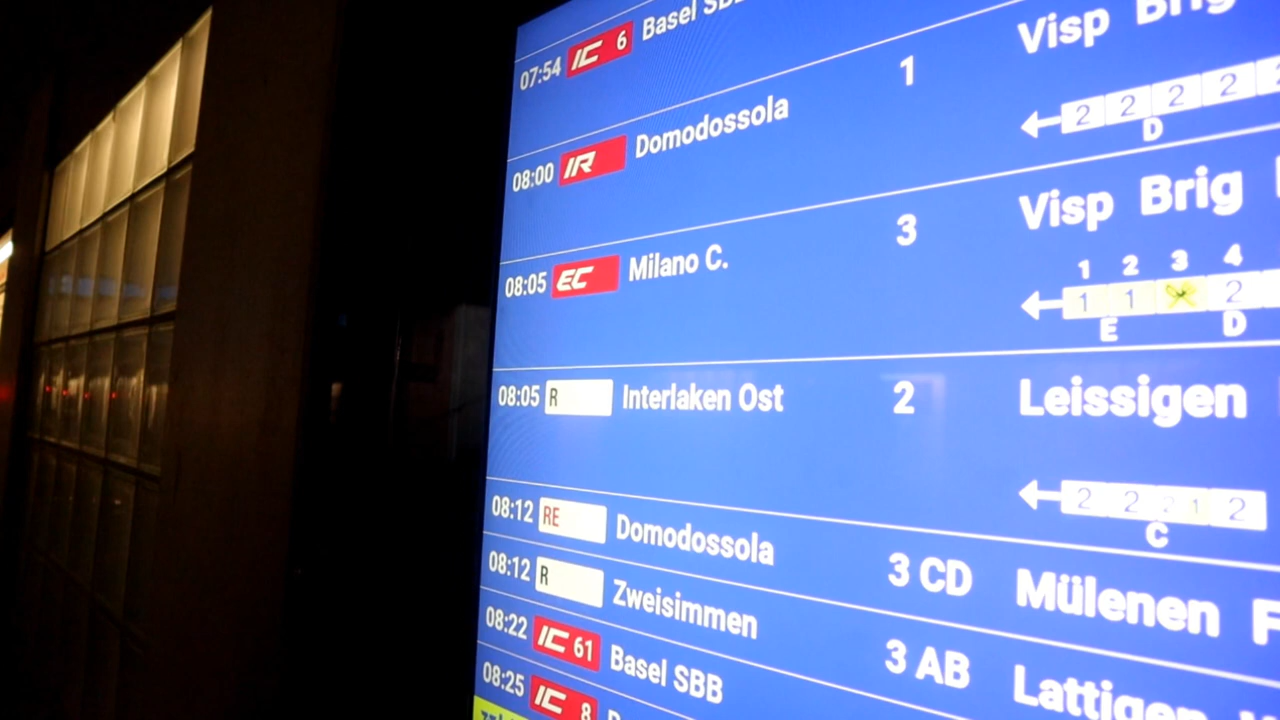 07:54 IC 6 Basel SBB
08:00 IR Domodossola 1 Visp Brig
2 2 2 2
D
08:05 EC Milano C. 3 Visp Brig
1 2 3 4
1 1 2
E D
08:05 R Interlaken Ost 2 Leissigen
2 2 2 1 2
C
08:12 RE Domodossola 3 CD Mülenen F
08:12 R Zweisimmen 3 AB Lattigen
08:22 IC 61 Basel SBB
08:25 IC 8